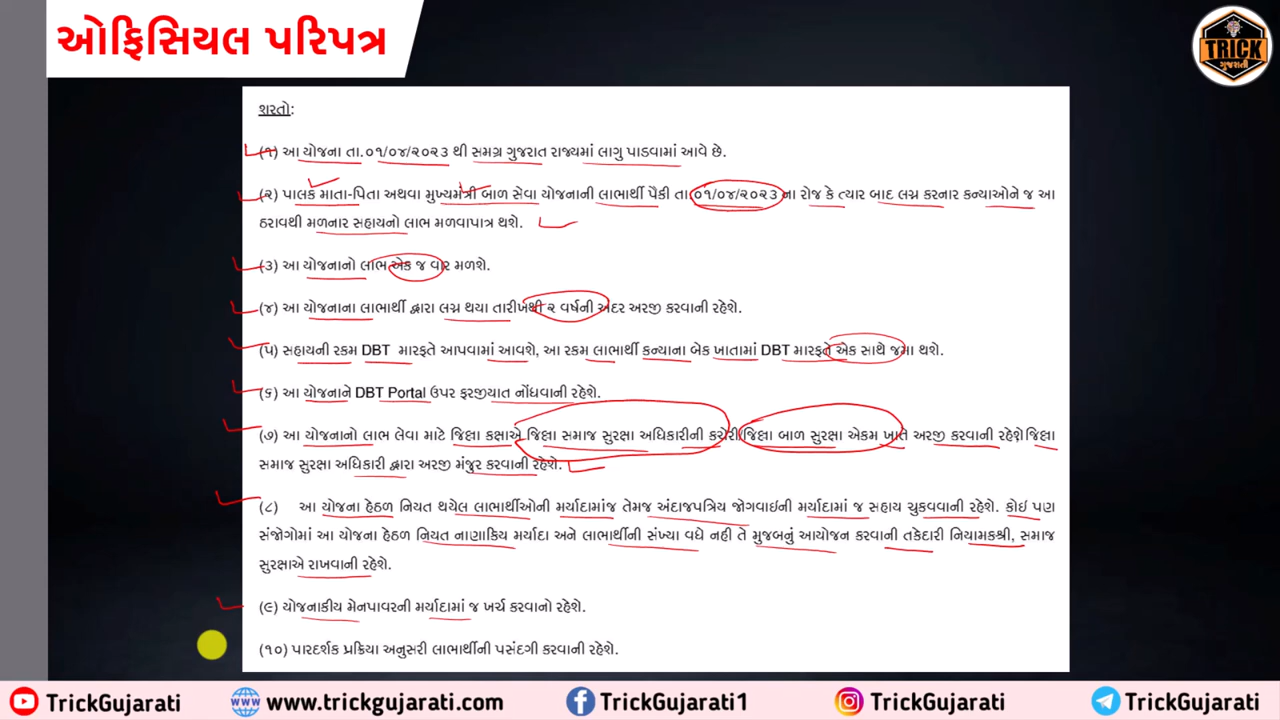 ઓફિસિયલ પરિપત્ર
TRICK
ગુજરાતી
શરતો:
(૧) આ યોજના તા.૦૧/૦૪/૨૦૨૩ થી સમગ્ર ગુજરાત રાજ્યમાં લાગુ પાડવામાં આવે છે.
(૨) પાલક માતા-પિતા અથવા મુખ્યમંત્રી બાળ સેવા યોજનાની લાભાર્થી પૈકી તા.૦૧/૦૪/૨૦૨૩ ના રોજ કે ત્યાર બાદ લગ્ન કરનાર કન્યાઓને જ આ
ઠરાવથી મળનાર સહાયનો લાભ મળવાપાત્ર થશે.
(૩) આ યોજનાનો લાભ એક જ વાર મળશે.
(૪) આ યોજનાના લાભાર્થી દ્વારા લગ્ન થયા તારીખથી ૨ વર્ષની અંદર અરજી કરવાની રહેશે.
(૫) સહાયની રકમ DBT મારફતે આપવામાં આવશે, આ રકમ લાભાર્થી કન્યાના બેક ખાતામાં DBT મારફતે એક સાથે જમા થશે.
(૬) આ યોજનાને DBT Portal ઉપર ફરજીયાત નોંધવાની રહેશે.
(૭) આ યોજનાનો લાભ લેવા માટે જિલ્લા કક્ષાએ જિલ્લા સમાજ સુરક્ષા અધિકારીની કચેરી જિલ્લા બાળ સુરક્ષા એકમ ખાતે અરજી કરવાની રહેશે જિલ્લા
સમાજ સુરક્ષા અધિકારી દ્વારા અરજી મંજુર કરવાની રહેશે.
(૮) આ યોજના હેઠળ નિયત થયેલ લાભાર્થીઓની મર્યાદામાંજ તેમજ અંદાજપત્રિય જોગવાઇની મર્યાદામાં જ સહાય ચુકવવાની રહેશે. કોઇ પણ
સંજોગોમાં આ યોજના હેઠળ નિયત નાણાકિય મર્યાદા અને લાભાર્થીની સંખ્યા વધે નહી તે મુજબનું આયોજન કરવાની તકેદારી નિયામકશ્રી, સમાજ
સુરક્ષાએ રાખવાની રહેશે.
(૯) યોજનાકીય મેનપાવરની મર્યાદામાં જ ખર્ચ કરવાનો રહેશે.
(૧૦) પારદર્શક પ્રક્રિયા અનુસરી લાભાર્થીની પસંદગી કરવાની રહેશે.
TrickGujarati www.trickgujarati.com TrickGujarati1 TrickGujarati TrickGujarati